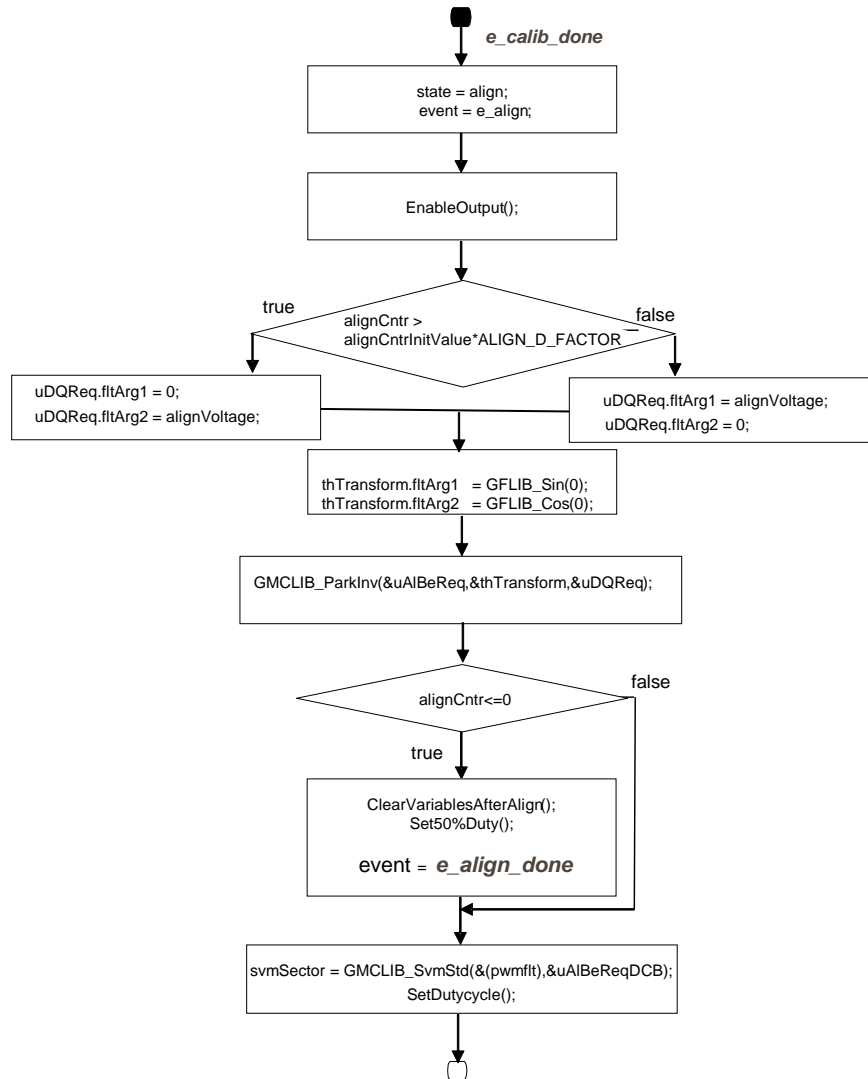 e_calib_done
state = align;
event = e_align;
EnableOutput();
true
false
alignCntr >
alignCntrInitValue*ALIGN_D_FACTOR
uDQReq.fltArg1 = 0;
uDQReq.fltArg2 = alignVoltage;
uDQReq.fltArg1 = alignVoltage;
uDQReq.fltArg2 = 0;
thTransform.fltArg1 = GFLIB_Sin(0);
thTransform.fltArg2 = GFLIB_Cos(0);
GMCLIB_ParkInv(&uAlBeReq,&thTransform,&uDQReq);
alignCntr<=0
false
true
ClearVariablesAfterAlign();
Set50%Duty();
event = e_align_done
svmSector = GMCLIB_SvmStd(&(pwmflt),&uAlBeReqDCB);
SetDutycycle();